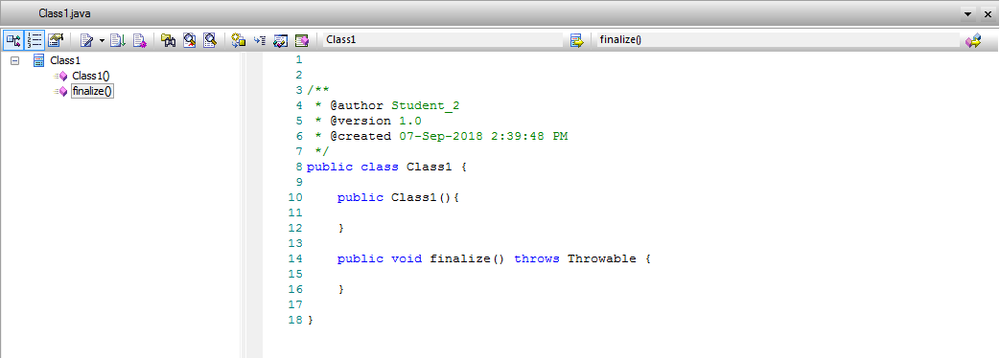 Class1.java
Class1 finalize()
Class1
Class1()
finalize()
1
2
3 /**
4 * @author Student_2
5 * @version 1.0
6 * @created 07-Sep-2018 2:39:48 PM
7 */
8 public class Class1 {
9
10 public Class1(){
11
12 }
13
14 public void finalize() throws Throwable {
15
16 }
17
18 }